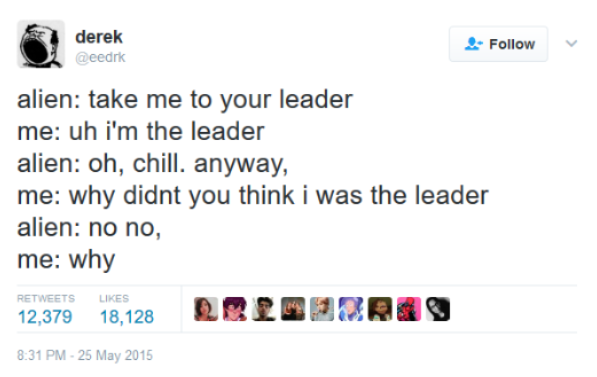 derek
@eedrk
Follow
alien: take me to your leader
me: uh i'm the leader
alien: oh, chill. anyway,
me: why didnt you think i was the leader
alien: no no,
me: why
RETWEETS LIKES
12,379 18,128
8:31 PM - 25 May 2015